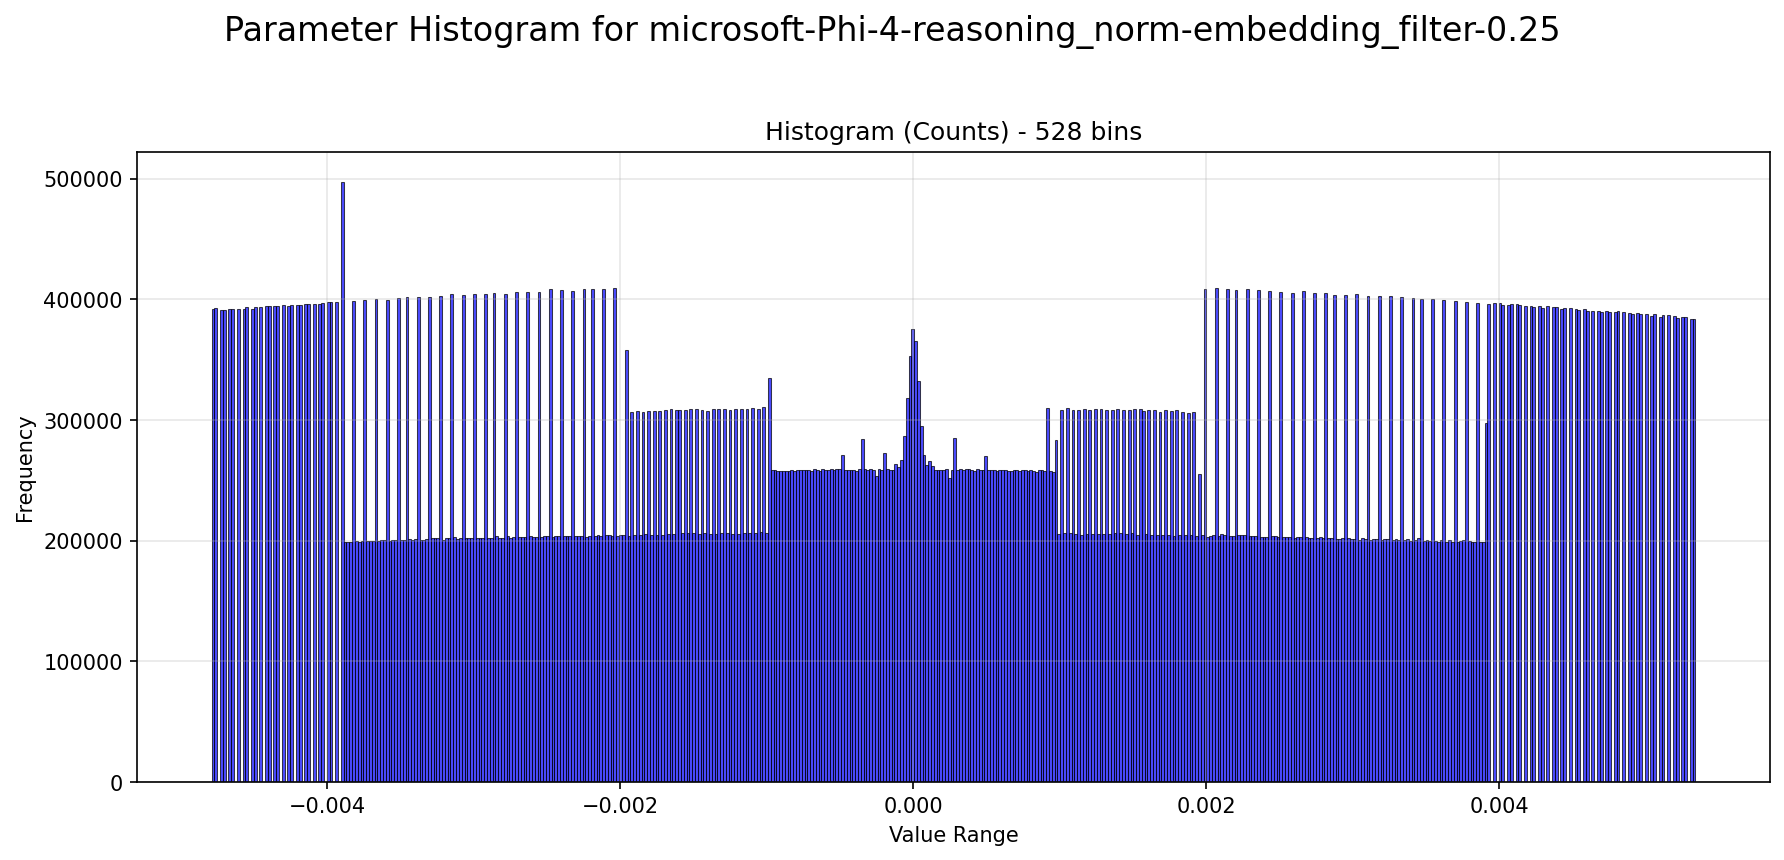 Parameter Histogram for microsoft-Phi-4-reasoning_norm-embedding_filter-0.25
Histogram (Counts) - 528 bins
500000
400000
300000
200000
100000
0
Frequency
−0.004
−0.002
0.000
0.002
0.004
Value Range